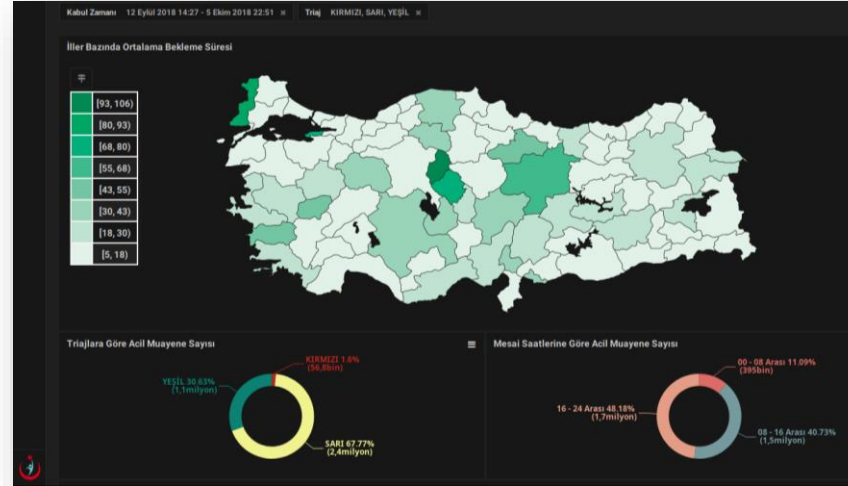 Kabul Zamanı 12 Eylül 2018 14:27 - 5 Ekim 2018 22:51 × Triaj KIRMIZI, SARI, YEŞİL ×
İller Bazında Ortalama Bekleme Süresi
[93, 106)
[80, 93)
[68, 80)
[55, 68)
[43, 55)
[30, 43)
[18, 30)
[5, 18)
Triajlara Göre Acil Muayene Sayısı
KIRMIZI 1.6%
(56,8bin)
YEŞİL 30.63%
(1,1milyon)
SARI 67.77%
(2,4milyon)
Mesai Saatlerine Göre Acil Muayene Sayısı
00 - 08 Arası 11.09%
(395bin)
16 - 24 Arası 48.18%
(1,7milyon)
08 - 16 Arası 40.73%
(1,5milyon)